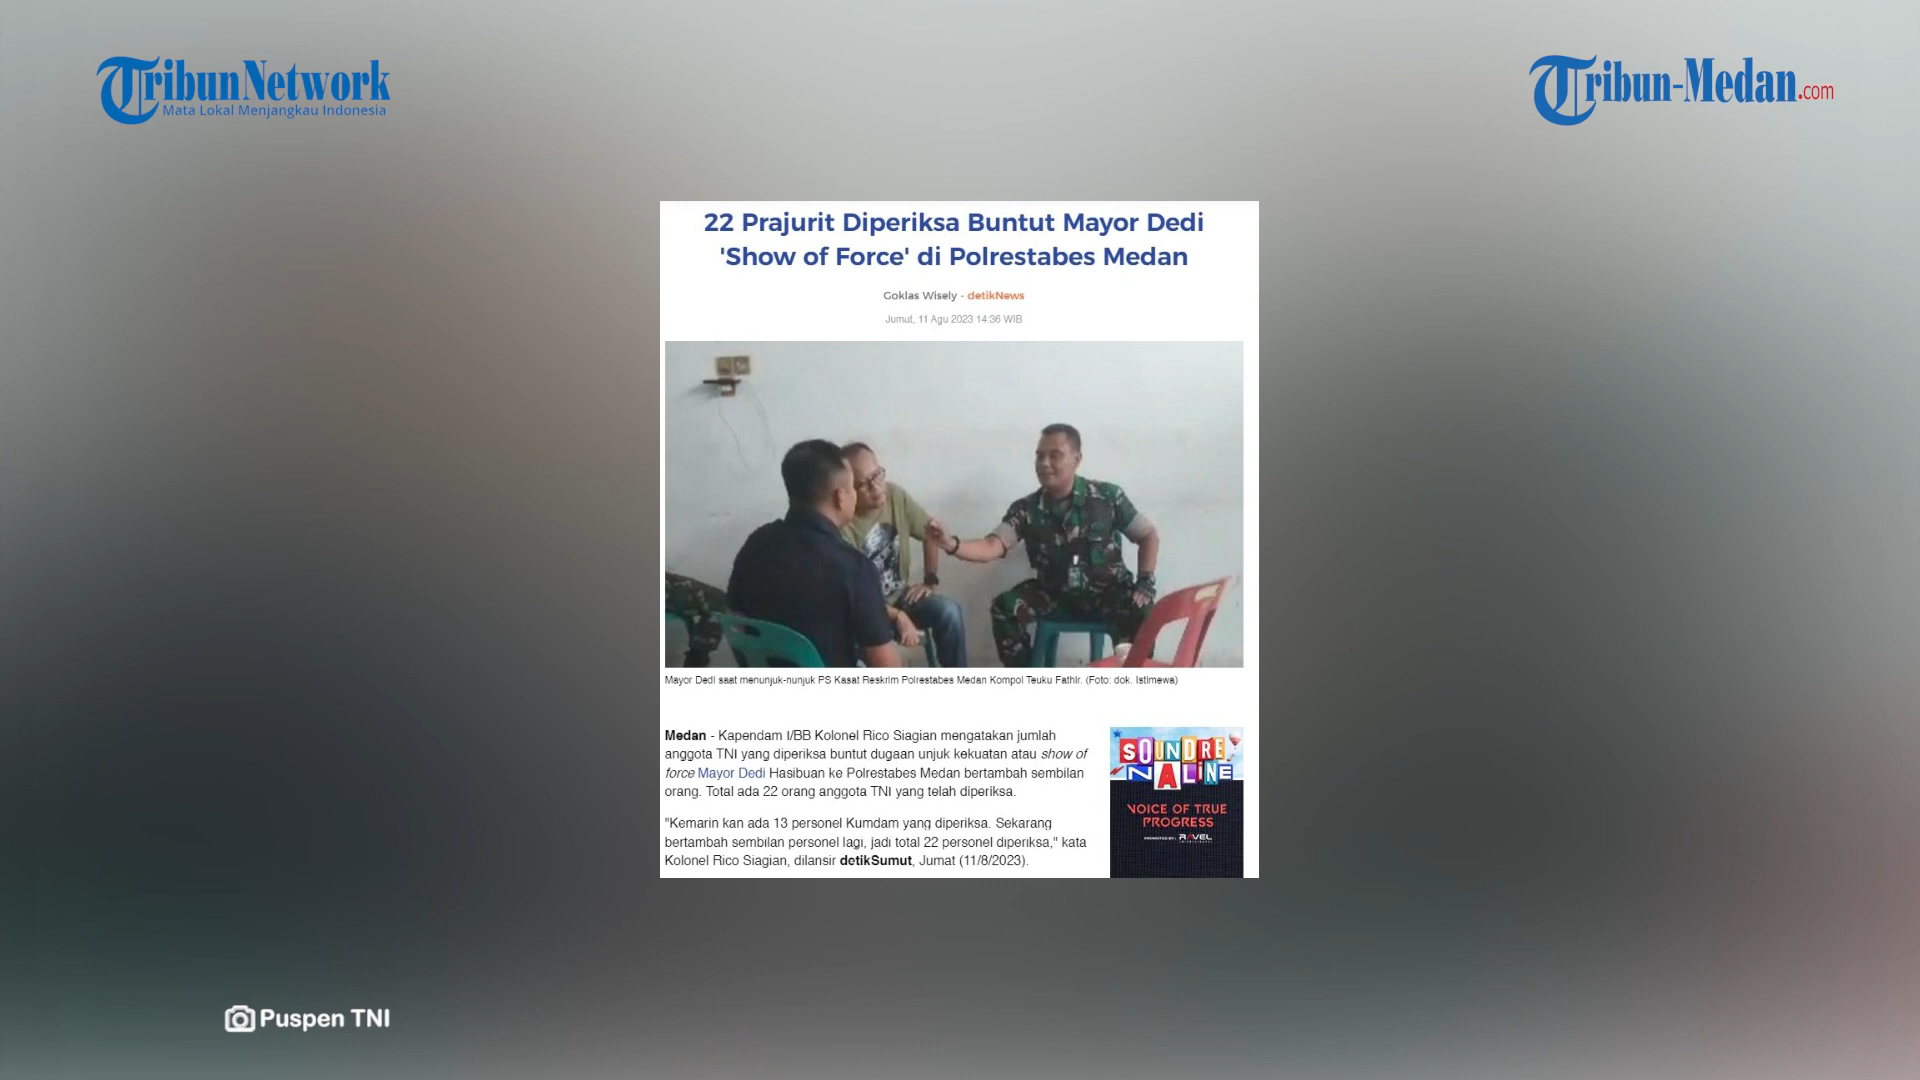 TribunNetwork
Mata Lokal Menjangkau Indonesia
Tribun-Medan.com
22 Prajurit Diperiksa Buntut Mayor Dedi
'Show of Force' di Polrestabes Medan
Goklas Wisely - detikNews
Jumat, 11 Agu 2023 14:36 WIB
Mayor Dedi saat menunjuk-nunjuk PS Kasat Reskrim Polrestabes Medan Kompol Teuku Fathir. (Foto: dok. Istimewa)
Medan - Kapendam I/BB Kolonel Rico Siagian mengatakan jumlah
anggota TNI yang diperiksa buntut dugaan unjuk kekuatan atau show of
force Mayor Dedi Hasibuan ke Polrestabes Medan bertambah sembilan
orang. Total ada 22 orang anggota TNI yang telah diperiksa.
"Kemarin kan ada 13 personel Kumdam yang diperiksa. Sekarang
bertambah sembilan personel lagi, jadi total 22 personel diperiksa," kata
Kolonel Rico Siagian, dilansir detikSumut, Jumat (11/8/2023).
SOUNDRE
NALINE
VOICE OF TRUE
PROGRESS
RAVEL
Puspen TNI